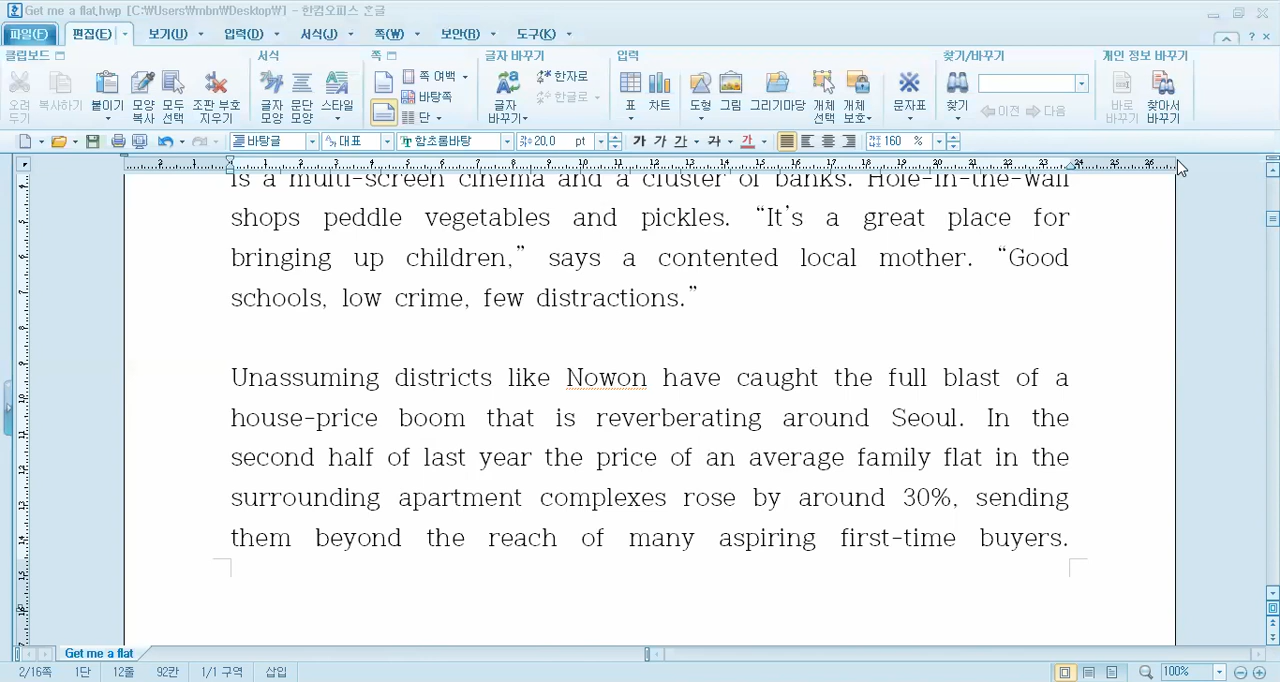 Get me a flat.hwp [C:₩Users₩mbn₩Desktop₩] - 한컴오피스 한글
파일(F) 편집(E) 보기(U) 입력(D) 서식(J) 쪽(W) 보안(R) 도구(K)
클립보드 서식 쪽 글자 바꾸기 입력 찾기/바꾸기 개인 정보 바꾸기
오려두기 복사하기 붙이기 모양 복사 모두 선택 조판 부호 지우기 글자 모양 문단 모양 스타일 쪽 여백 바탕쪽 단 글자 바꾸기 한자로 한글로 표 차트 도형 그림 그리기마당 개체 선택 개체 보호 문자표 찾기 이전 다음 바로 바꾸기 찾아서 바꾸기
바탕글 대표 함초롬바탕 20,0 pt 가 가 가 가 가 160 %
is a multi-screen cinema and a cluster of banks. Hole-in-the-wall
shops peddle vegetables and pickles. “It’s a great place for
bringing up children,” says a contented local mother. “Good
schools, low crime, few distractions.”
Unassuming districts like Nowon have caught the full blast of a
house-price boom that is reverberating around Seoul. In the
second half of last year the price of an average family flat in the
surrounding apartment complexes rose by around 30%, sending
them beyond the reach of many aspiring first-time buyers.
Get me a flat
2/16쪽 1단 12줄 92칸 1/1 구역 삽입 100%